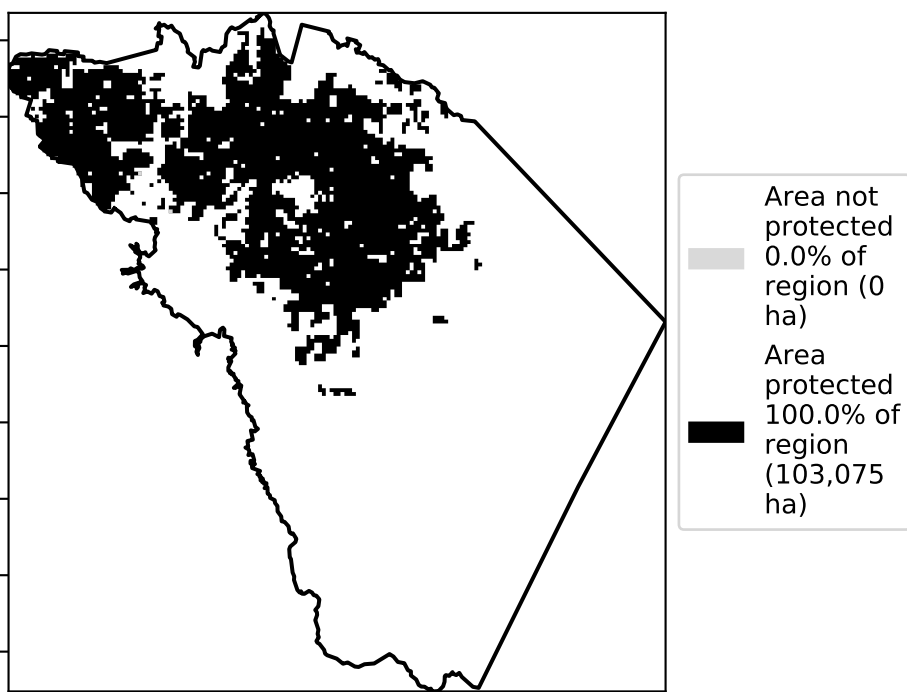 Area not
protected
0.0% of
region (0
ha)
Area
protected
100.0% of
region
(103,075
ha)